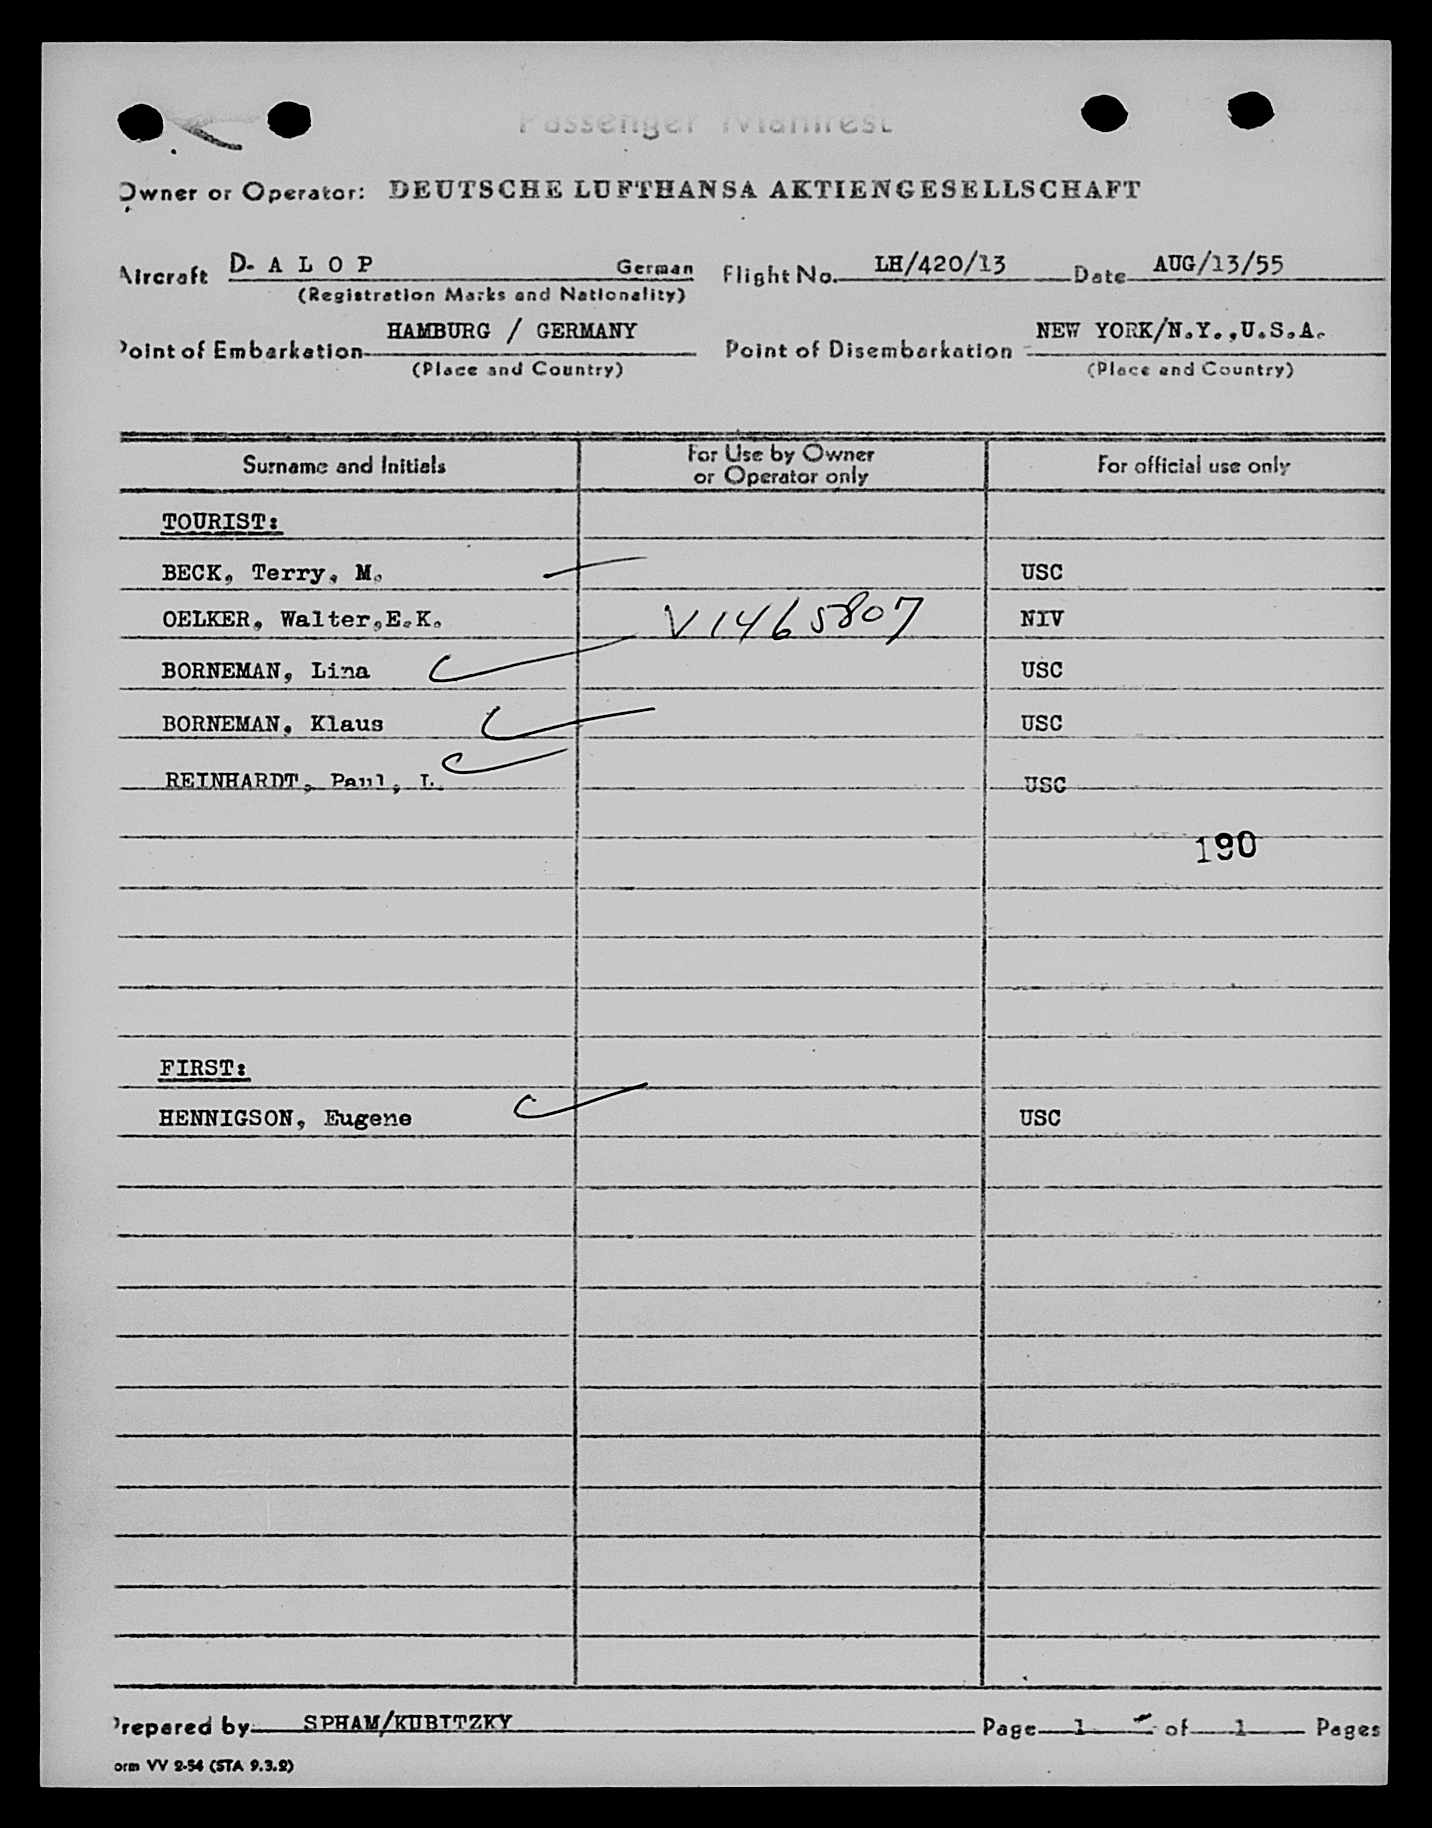 Passenger Manifest
Owner or Operator: DEUTSCHE LUFTHANSA AKTIENGESELLSCHAFT
Aircraft D- A L O P German Flight No. LH/420/13 Date AUG/13/55
(Registration Marks and Nationality)
HAMBURG / GERMANY NEW YORK/N.Y.,U.S.A.
Point of Embarkation Point of Disembarkation
(Place and Country) (Place and Country)
Surname and Initials For Use by Owner or Operator only For official use only
TOURIST:
BECK, Terry, M. USC
OELKER, Walter,E.K. V1465807 NIV
BORNEMAN, Lina USC
BORNEMAN, Klaus USC
REINHARDT, Paul, L. USC
190
FIRST:
HENNIGSON, Eugene USC
Prepared by SPHAM/KUBITZKY Page 1 of 1 Pages
orm VV 2-54 (STA 9.3.2)